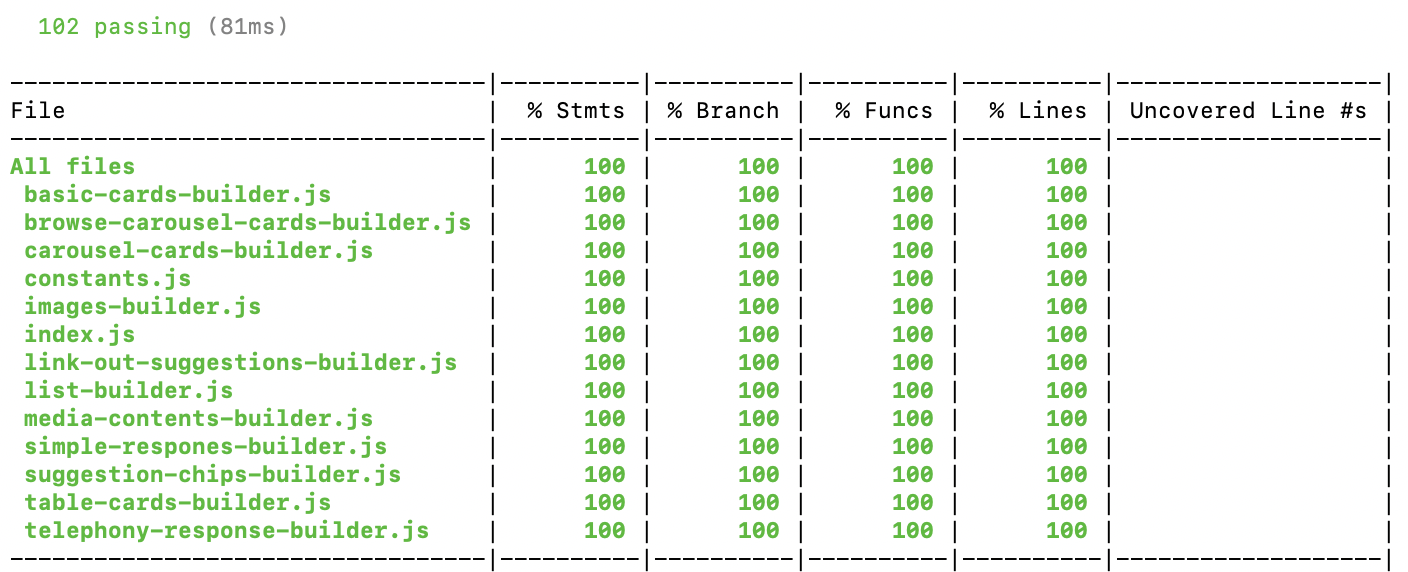 102 passing (81ms)
-----------------------------------|----------|----------|----------|----------|-------------------|
File                               |  % Stmts | % Branch |  % Funcs |  % Lines | Uncovered Line #s |
-----------------------------------|----------|----------|----------|----------|-------------------|
All files                          |      100 |      100 |      100 |      100 |                   |
 basic-cards-builder.js            |      100 |      100 |      100 |      100 |                   |
 browse-carousel-cards-builder.js  |      100 |      100 |      100 |      100 |                   |
 carousel-cards-builder.js         |      100 |      100 |      100 |      100 |                   |
 constants.js                      |      100 |      100 |      100 |      100 |                   |
 images-builder.js                 |      100 |      100 |      100 |      100 |                   |
 index.js                          |      100 |      100 |      100 |      100 |                   |
 link-out-suggestions-builder.js   |      100 |      100 |      100 |      100 |                   |
 list-builder.js                   |      100 |      100 |      100 |      100 |                   |
 media-contents-builder.js         |      100 |      100 |      100 |      100 |                   |
 simple-respones-builder.js        |      100 |      100 |      100 |      100 |                   |
 suggestion-chips-builder.js       |      100 |      100 |      100 |      100 |                   |
 table-cards-builder.js            |      100 |      100 |      100 |      100 |                   |
 telephony-response-builder.js     |      100 |      100 |      100 |      100 |                   |
-----------------------------------|----------|----------|----------|----------|-------------------|